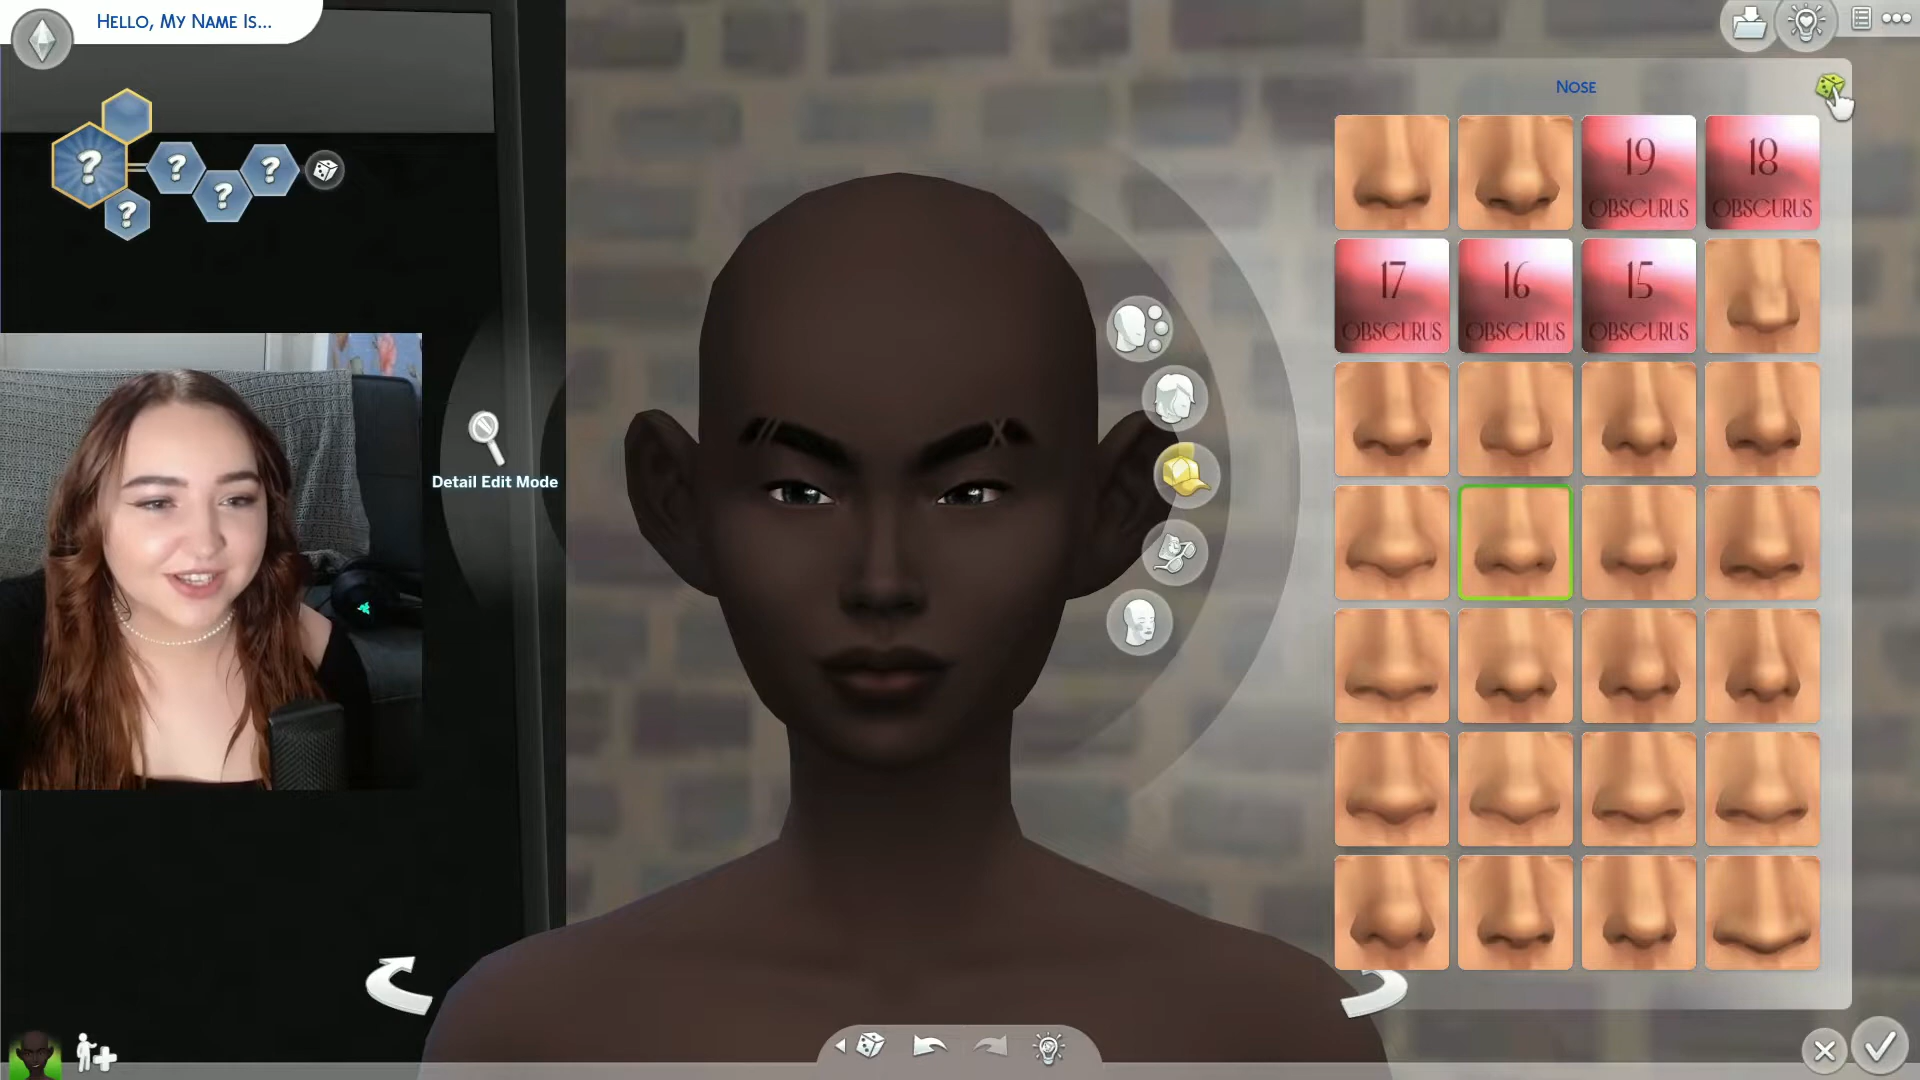 HELLO, MY NAME IS...
NOSE
19
OBSCURUS
18
OBSCURUS
17
OBSCURUS
16
OBSCURUS
15
OBSCURUS
Detail Edit Mode